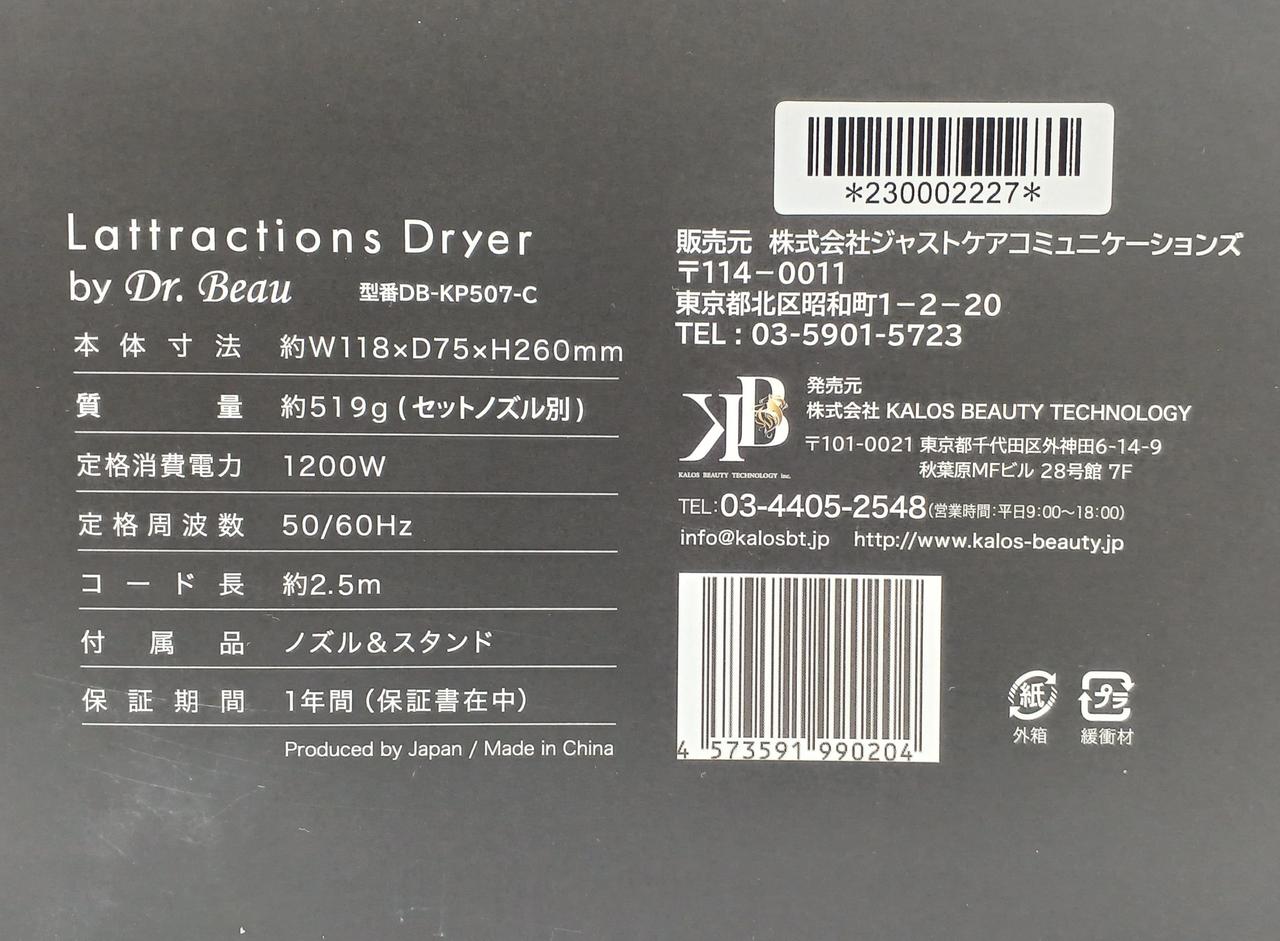 Lattractions Dryer
by Dr. Beau 型番DB-KP507-C
本体寸法 約W118×D75×H260mm
質量 約519g (セットノズル別)
定格消費電力 1200W
定格周波数 50/60Hz
コード長 約2.5m
付属品 ノズル&スタンド
保証期間 1年間(保証書在中)
Produced by Japan / Made in China
*230002227*
販売元 株式会社ジャストケアコミュニケーションズ
〒114-0011
東京都北区昭和町1-2-20
TEL : 03-5901-5723
KB
KALOS BEAUTY TECHNOLOGY inc.
発売元
株式会社 KALOS BEAUTY TECHNOLOGY
〒101-0021 東京都千代田区外神田6-14-9
秋葉原MFビル 28号館 7F
TEL:03-4405-2548(営業時間:平日9:00〜18:00)
info@kalosbt.jp http://www.kalos-beauty.jp
4 573591 990204
紙 プラ
外箱 緩衝材